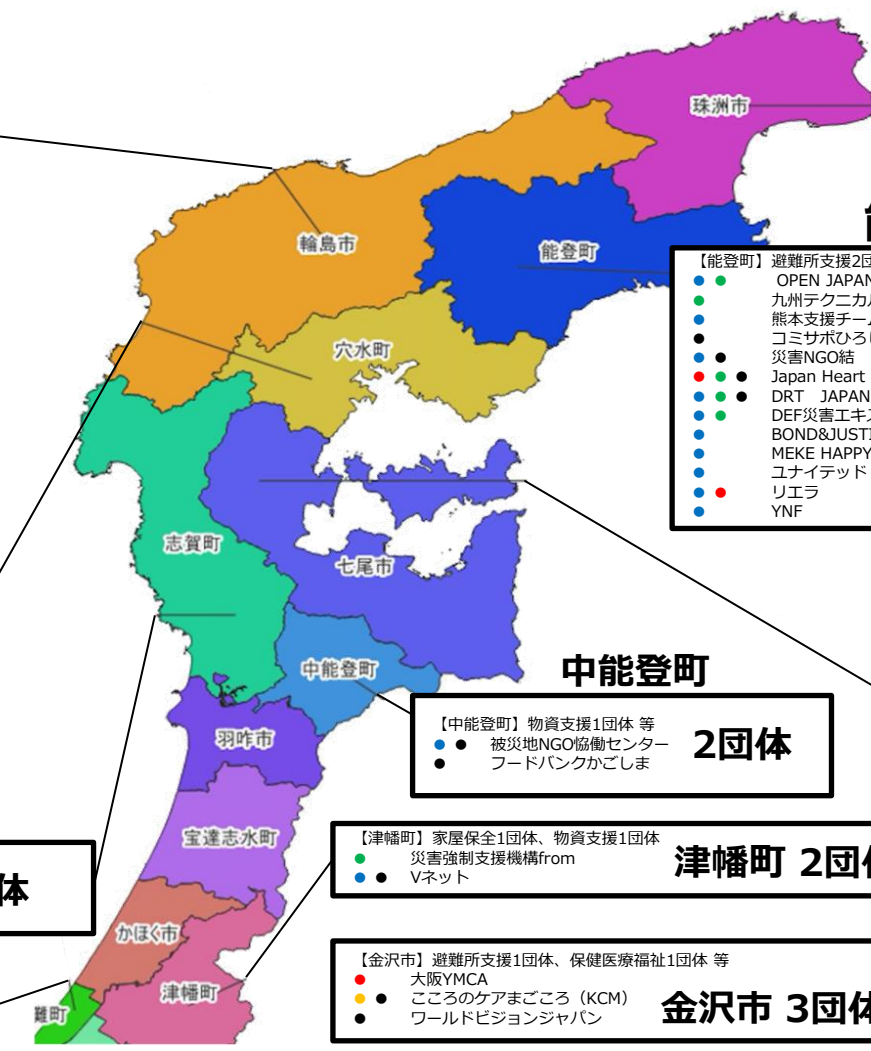 珠洲市
輪島市
能登町
穴水町
志賀町
七尾市
中能登町
羽咋市
宝達志水町
かほく市
津幡町
灘町
【能登町】避難所支援2団
● ● OPEN JAPAN
● 九州テクニカル
● 熊本支援チーム
● コミサポひろ
● ● 災害NGO結
● ● ● Japan Heart
● ● ● DRT JAPAN
● ● DEF災害エキス
● BOND&JUSTI
● MEKE HAPPY
● ユナイテッド
● ● リエラ
● YNF
中能登町
【中能登町】物資支援1団体 等
● ● 被災地NGO恊働センター
● フードバンクかごしま
2団体
【津幡町】家屋保全1団体、物資支援1団体
● 災害強制支援機構from
● ● Vネット
津幡町 2団体
【金沢市】避難所支援1団体、保健医療福祉1団体 等
● 大阪YMCA
● ● こころのケアまごころ（KCM）
● ワールドビジョンジャパン
金沢市 3団体
体